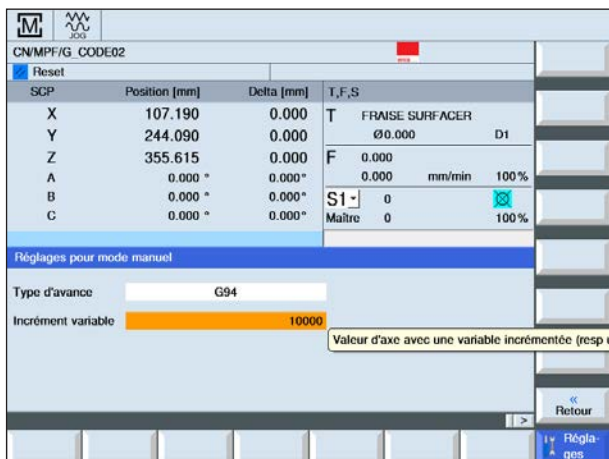 M JOG
CN/MPF/G_CODE02
Reset
SCP Position [mm] Delta [mm] T,F,S
X 107.190 0.000 T FRAISE SURFACER
Y 244.090 0.000 Ø0.000 D1
Z 355.615 0.000 F 0.000
A 0.000 ° 0.000° 0.000 mm/min 100%
B 0.000 ° 0.000° S1 0
C 0.000 ° 0.000° Maître 0 100%
Réglages pour mode manuel
Type d'avance G94
Incrément variable 10000
Valeur d'axe avec une variable incrémentée (resp
« Retour
>
Régla-
ges